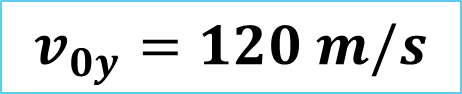 v₀y = 120 m/s